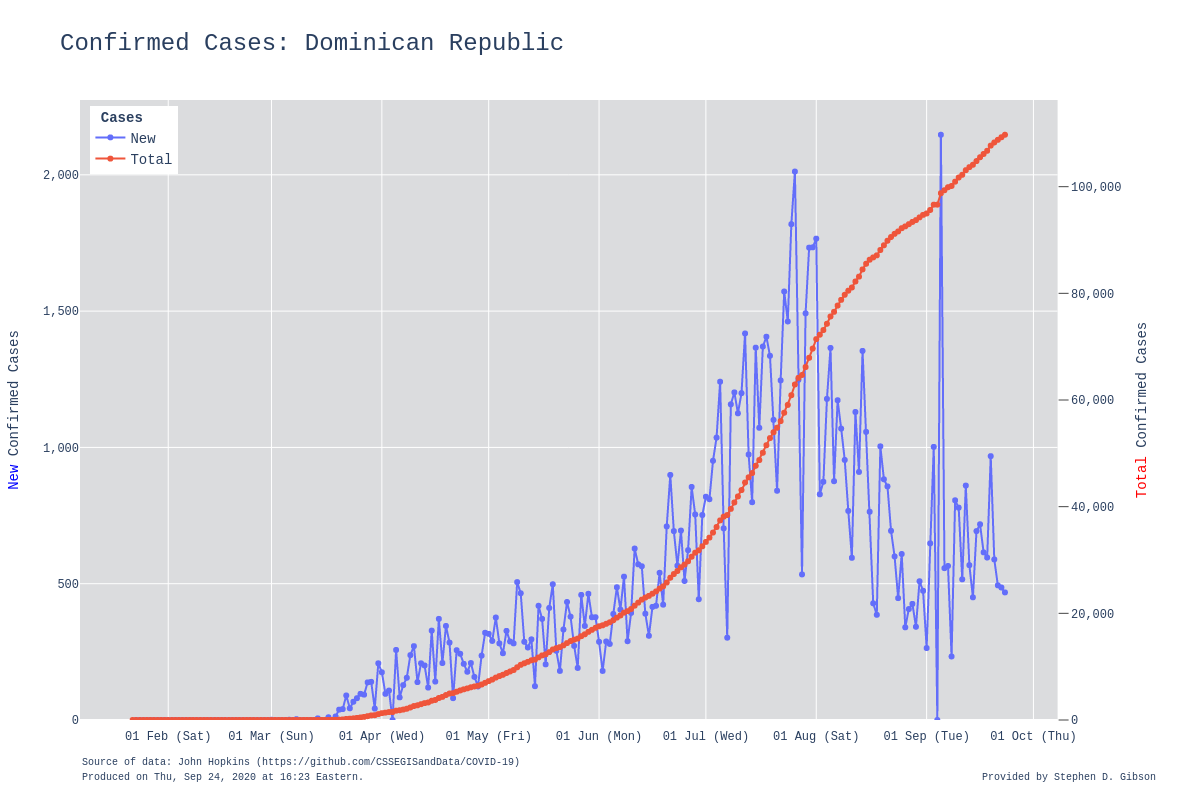 Confirmed Cases: Dominican Republic
Cases
New
Total
2,000
1,500
1,000
500
0
100,000
80,000
60,000
40,000
20,000
0
New Confirmed Cases
Total Confirmed Cases
01 Feb (Sat) 01 Mar (Sun) 01 Apr (Wed) 01 May (Fri) 01 Jun (Mon) 01 Jul (Wed) 01 Aug (Sat) 01 Sep (Tue) 01 Oct (Thu)
Source of data: John Hopkins (https://github.com/CSSEGISandData/COVID-19)
Produced on Thu, Sep 24, 2020 at 16:23 Eastern.
Provided by Stephen D. Gibson